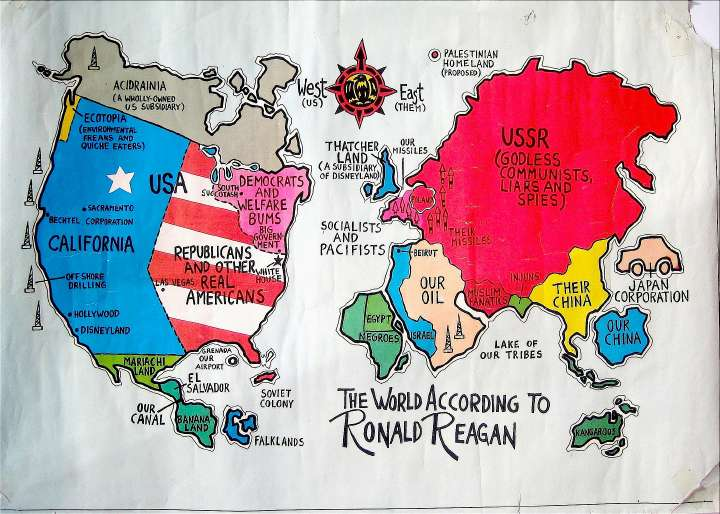 ACIDRAINIA
(A WHOLLY-OWNED
US SUBSIDIARY)
ECOTOPIA
(ENVIRONMENTAL
FREAKS AND
QUICHE EATERS)
USA
SACRAMENTO
BECHTEL CORPORATION
CALIFORNIA
OFF SHORE
DRILLING
HOLLYWOOD
DISNEYLAND
SOUTH
SUCCOTASH
DEMOCRATS
AND
WELFARE
BUMS
BIG
GOVERN-
MENT
REPUBLICANS
AND OTHER
REAL
AMERICANS
LAS VEGAS
WHITE
HOUSE
MARIACHI
LAND
GRENADA
OUR
AIRPORT
EL
SALVADOR
SOVIET
COLONY
OUR
CANAL
BANANA
LAND
FALKLANDS
West
(US)
East
(THEM)
PALESTINIAN
HOMELAND
(PROPOSED)
THATCHER
LAND
(A SUBSIDIARY
OF DISNEYLAND)
OUR
MISSILES
POLAND
THEIR
MISSILES
USSR
(GODLESS
COMMUNISTS,
LIARS AND
SPIES)
SOCIALISTS
AND
PACIFISTS
BEIRUT
OUR
OIL
EGYPT
NEGROES
ISRAEL
MUSLIM
FANATICS
INJUNS
THEIR
CHINA
JAPAN
CORPORATION
OUR
CHINA
LAKE OF
OUR TRIBES
KANGAROOS
THE WORLD ACCORDING TO
RONALD REAGAN